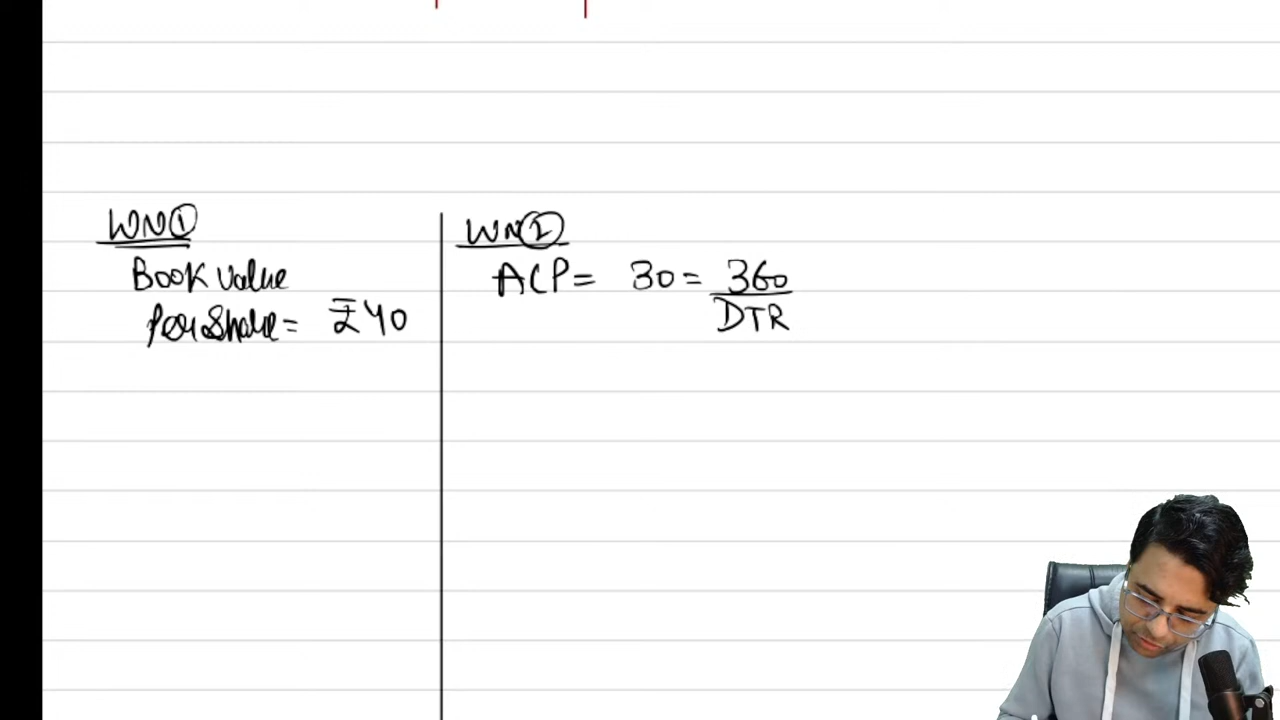 WN①
Book value
Per Share = ₹40
WN②
ACP = 30 = 360
DTR